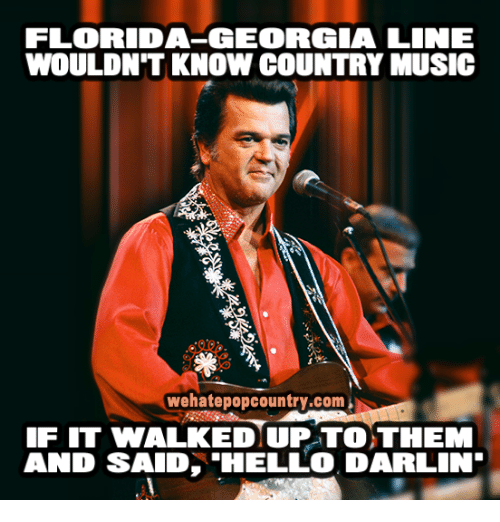 FLORIDA-GEORGIA LINE
WOULDN'T KNOW COUNTRY MUSIC
wehatepopcountry.com
IF IT WALKED UP TO THEM
AND SAID, "HELLO DARLIN"